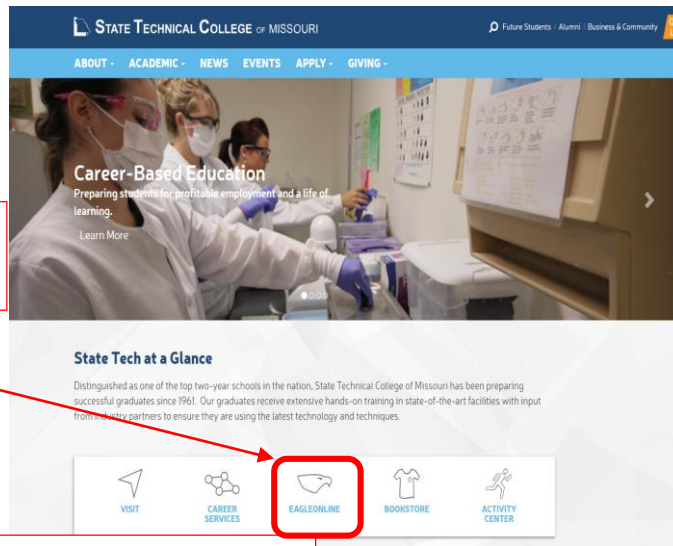 STATE TECHNICAL COLLEGE OF MISSOURI
Future Students / Alumni / Business & Community
ABOUT - ACADEMIC - NEWS EVENTS APPLY - GIVING -
Career-Based Education
Preparing students for profitable employment and a life of
learning.
Learn More
State Tech at a Glance
Distinguished as one of the top two-year schools in the nation, State Technical College of Missouri has been preparing
successful graduates since 1961. Our graduates receive extensive hands-on training in state-of-the-art facilities with input
from industry partners to ensure they are using the latest technology and techniques.
VISIT
CAREER
SERVICES
EAGLEONLINE
BOOKSTORE
ACTIVITY
CENTER